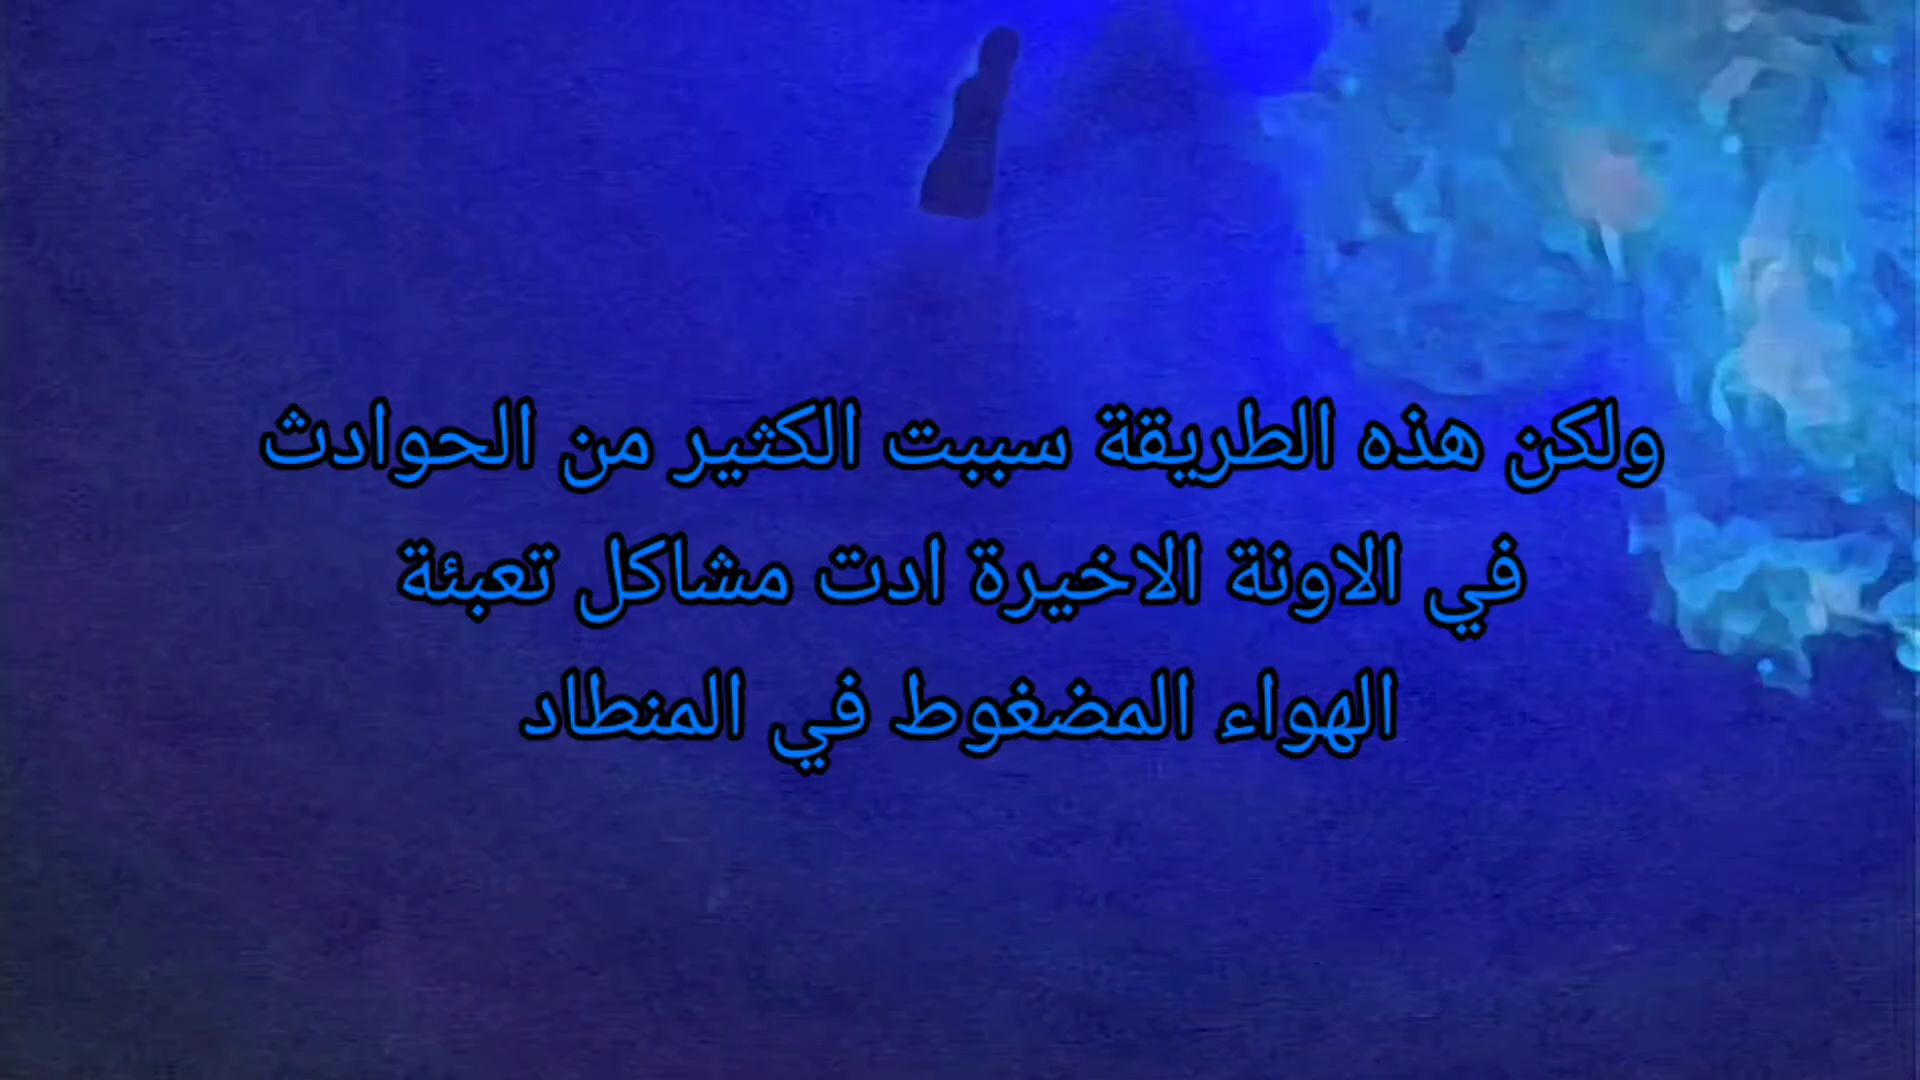 ولكن هذه الطريقة سببت الكثير من الحوادث
في الاونة الاخيرة ادت مشاكل تعبئة
الهواء المضغوط في المنطاد